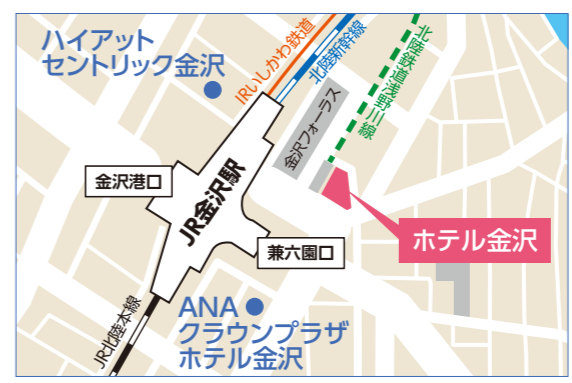 ハイアット
セントリック金沢
IRいしかわ鉄道
北陸新幹線
北陸鉄道浅野川線
金沢フォーラス
金沢港口
JR金沢駅
ホテル金沢
兼六園口
ANA
クラウンプラザ
ホテル金沢
JR北陸本線